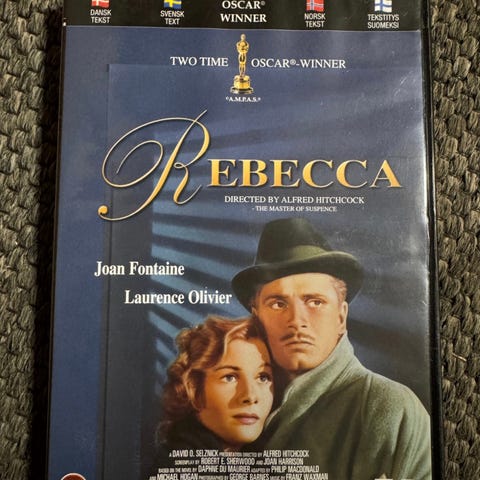 DANSK
TEKST
SVENSK
TEXT
OSCAR®
WINNER
NORSK
TEKST
TEKSTITYS
SUOMEKSI
TWO TIME OSCAR®-WINNER
©A.M.P.A.S.®
REBECCA
DIRECTED BY ALFRED HITCHCOCK
- THE MASTER OF SUSPENCE
Joan Fontaine
Laurence Olivier
A DAVID O. SELZNICK PRESENTATION DIRECTED BY ALFRED HITCHCOCK
SCREENPLAY BY ROBERT E. SHERWOOD AND JOAN HARRISON
BASED ON THE NOVEL BY DAPHNE DU MAURIER ADAPTED BY PHILIP MACDONALD
AND MICHAEL HOGAN PHOTOGRAPHED BY GEORGE BARNES MUSIC BY FRANZ WAXMAN